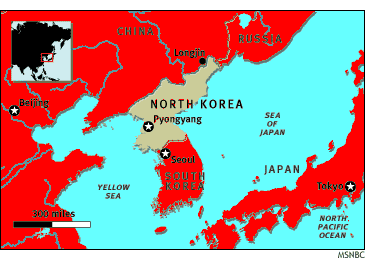 CHINA
RUSSIA
Longjin
Beijing
NORTH KOREA
Pyongyang
SEA
OF
JAPAN
Seoul
SOUTH
KOREA
JAPAN
Tokyo
YELLOW
SEA
300 miles
NORTH
PACIFIC
OCEAN
MSNBC